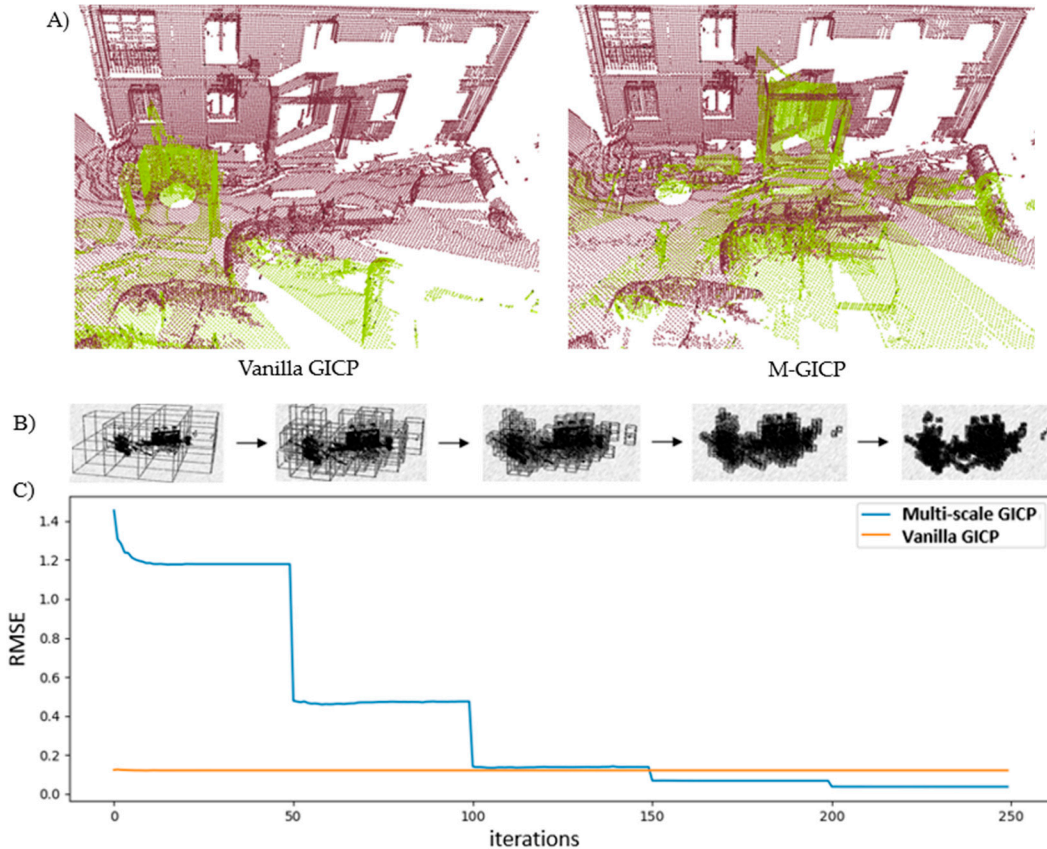 A)
Vanilla GICP
M-GICP
B)
C)
1.4
1.2
1.0
0.8
0.6
0.4
0.2
0.0
RMSE
Multi-scale GICP
Vanilla GICP
0
50
100
150
200
250
iterations